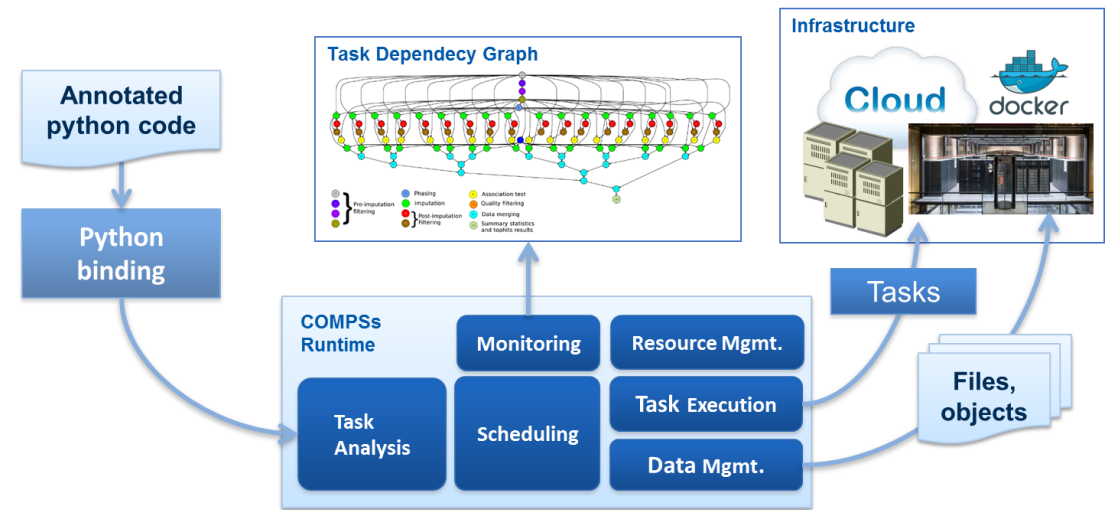 Annotated
python code
Python
binding
Task Dependecy Graph
Pre-imputation
filtering
Phasing
Imputation
Post-imputation
Filtering
Association test
Quality filtering
Data merging
Summary statistics
and tophits results
Infrastructure
Cloud
docker
COMPSs
Runtime
Task
Analysis
Monitoring
Scheduling
Resource Mgmt.
Task Execution
Data Mgmt.
Tasks
Files,
objects